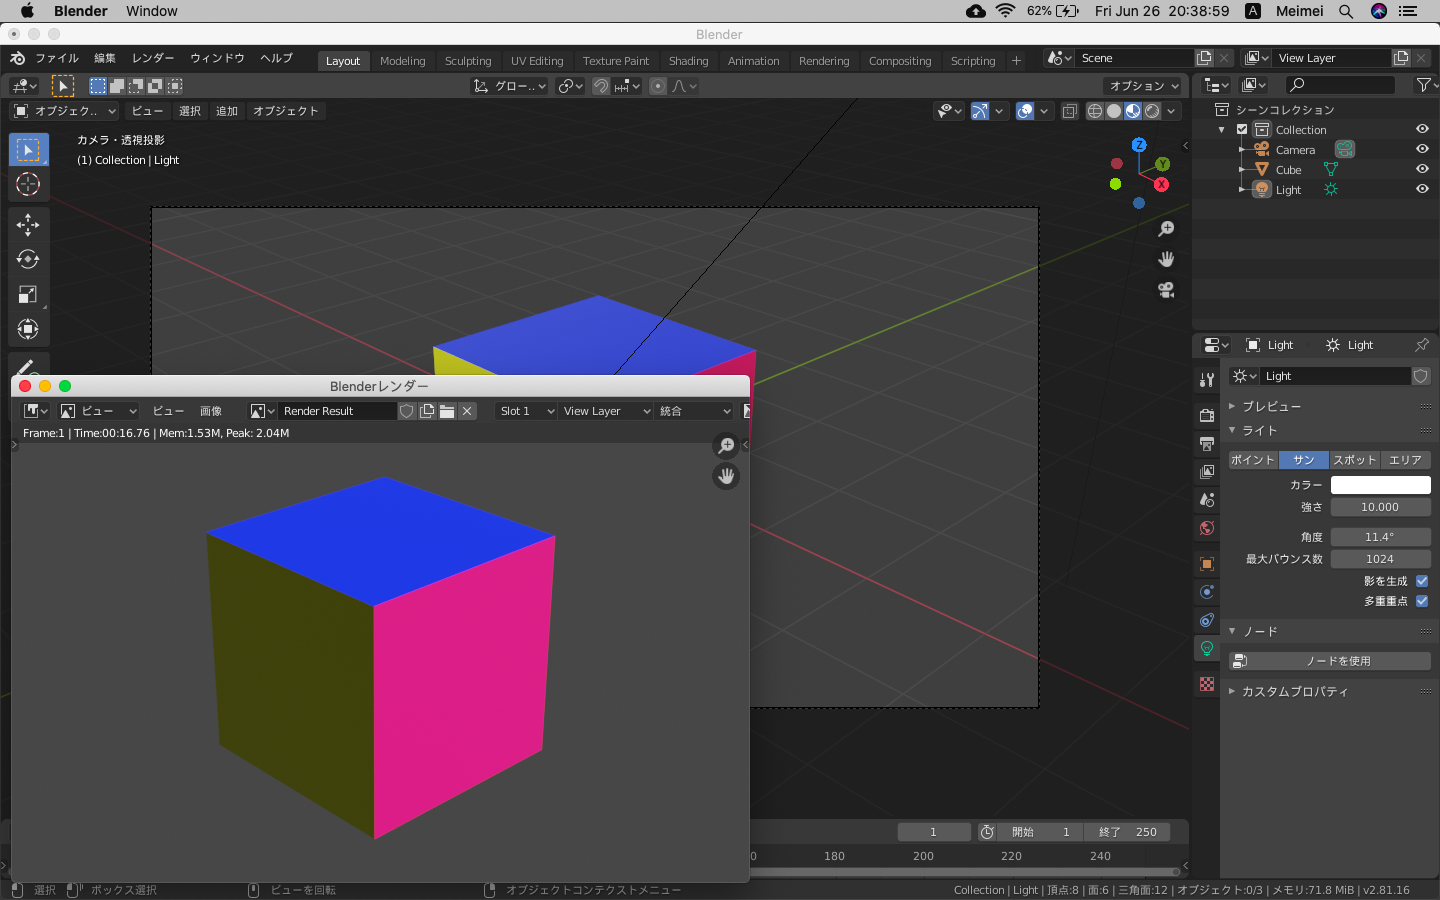 Blender Window 62% Fri Jun 26 20:38:59 A Meimei
Blender
ファイル 編集 レンダー ウィンドウ ヘルプ Layout Modeling Sculpting UV Editing Texture Paint Shading Animation Rendering Compositing Scripting + Scene View Layer
グロー.. オプション
オブジェク.. ビュー 選択 追加 オブジェクト
カメラ・透視投影
(1) Collection | Light
Z
Y
X
シーンコレクション
Collection
Camera
Cube
Light
Light Light
Light
プレビュー
ライト
ポイント サン スポット エリア
カラー
強さ 10.000
角度 11.4°
最大バウンス数 1024
影を生成
多重重点
ノード
ノードを使用
カスタムプロパティ
Blenderレンダー
ビュー ビュー 画像 Render Result Slot 1 View Layer 統合
Frame:1 | Time:00:16.76 | Mem:1.53M, Peak: 2.04M
1 開始 1 終了 250
0 180 200 220 240
選択 ボックス選択 ビューを回転 オブジェクトコンテクストメニュー Collection | Light | 頂点:8 | 面:6 | 三角面:12 | オブジェクト:0/3 | メモリ:71.8 MiB | v2.81.16